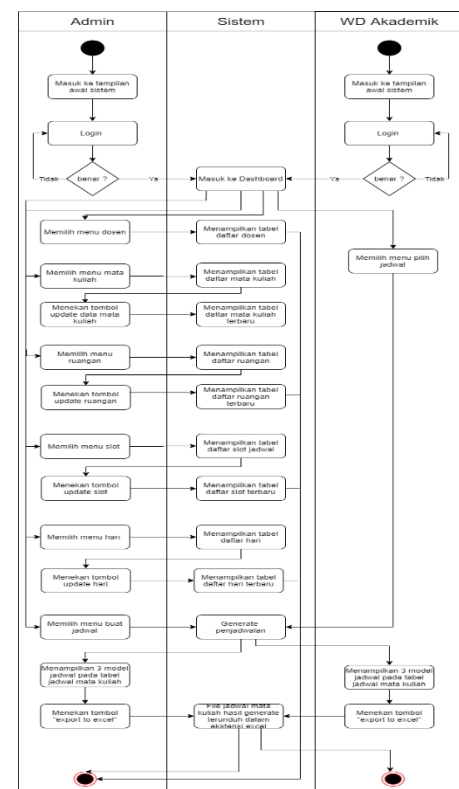 Admin
Sistem
WD Akademik
Masuk ke tampilan
awal sistem
Masuk ke tampilan
awal sistem
Login
Login
Tidak
benar ?
Ya
Masuk ke Dashboard
Ya
benar ?
Tidak
Memilih menu dosen
Menampilkan tabel
daftar dosen
Memilih menu pilih
jadwal
Memilih menu mata
kuliah
Menampilkan tabel
daftar mata kuliah
Menekan tombol
update data mata
kuliah
Menampilkan tabel
daftar mata kuliah
terbaru
Memilih menu
ruangan
Menampilkan tabel
daftar ruangan
Menekan tombol
update ruangan
Menampilkan tabel
daftar ruangan
terbaru
Memilih menu slot
Menampilkan tabel
daftar slot jadwal
Menekan tombol
update slot
Menampilkan tabel
daftar slot terbaru
Memilih menu hari
Menampilkan tabel
daftar hari
Menekan tombol
update hari
Menampilkan tabel
daftar hari terbaru
Memilih menu buat
jadwal
Generate
penjadwalan
Menampilkan 3 model
jadwal pada tabel
jadwal mata kuliah
Menampilkan 3 model
jadwal pada tabel
jadwal mata kuliah
Menekan tombol
"export to excel"
File jadwal mata
kuliah hasil generate
terunduh dalam
ekstensi excel
Menekan tombol
"export to excel"